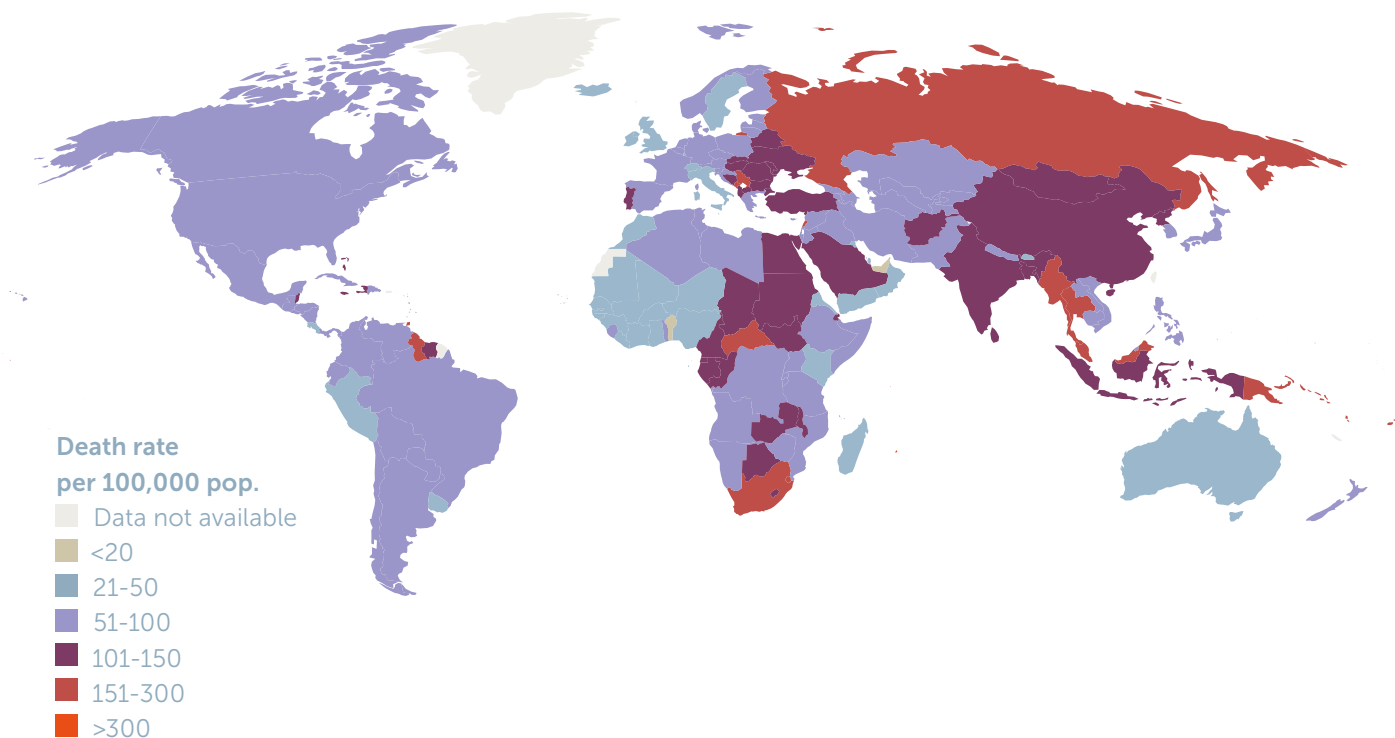 Death rate
per 100,000 pop.
Data not available
<20
21-50
51-100
101-150
151-300
>300